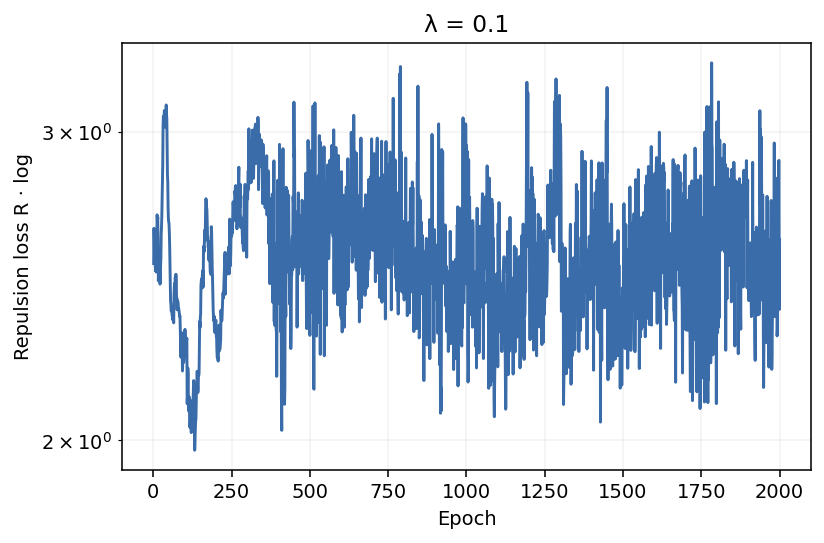 λ = 0.1
Repulsion loss R · log
3 × 10⁰
2 × 10⁰
0 250 500 750 1000 1250 1500 1750 2000
Epoch